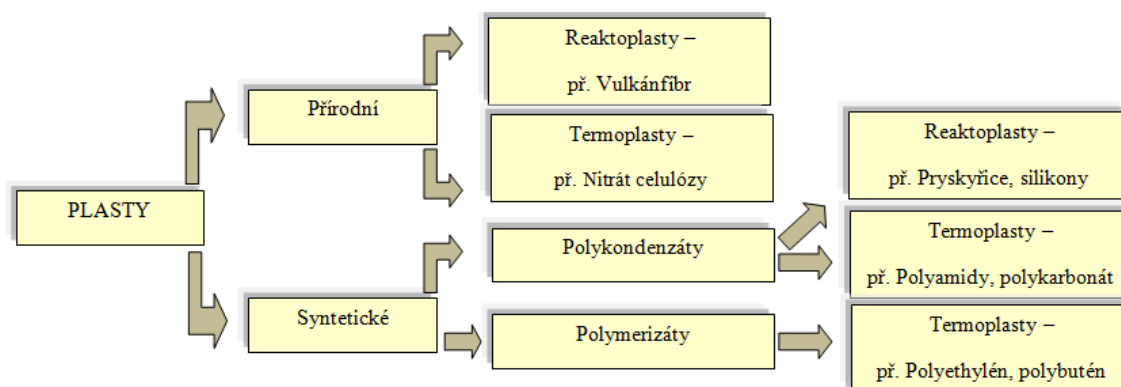 PLASTY
Přírodní
Reaktoplasty –
př. Vulkánfíbr
Termoplasty –
př. Nitrát celulózy
Syntetické
Polykondenzáty
Reaktoplasty –
př. Pryskyřice, silikony
Termoplasty –
př. Polyamidy, polykarbonát
Polymerizáty
Termoplasty –
př. Polyethylén, polybutén